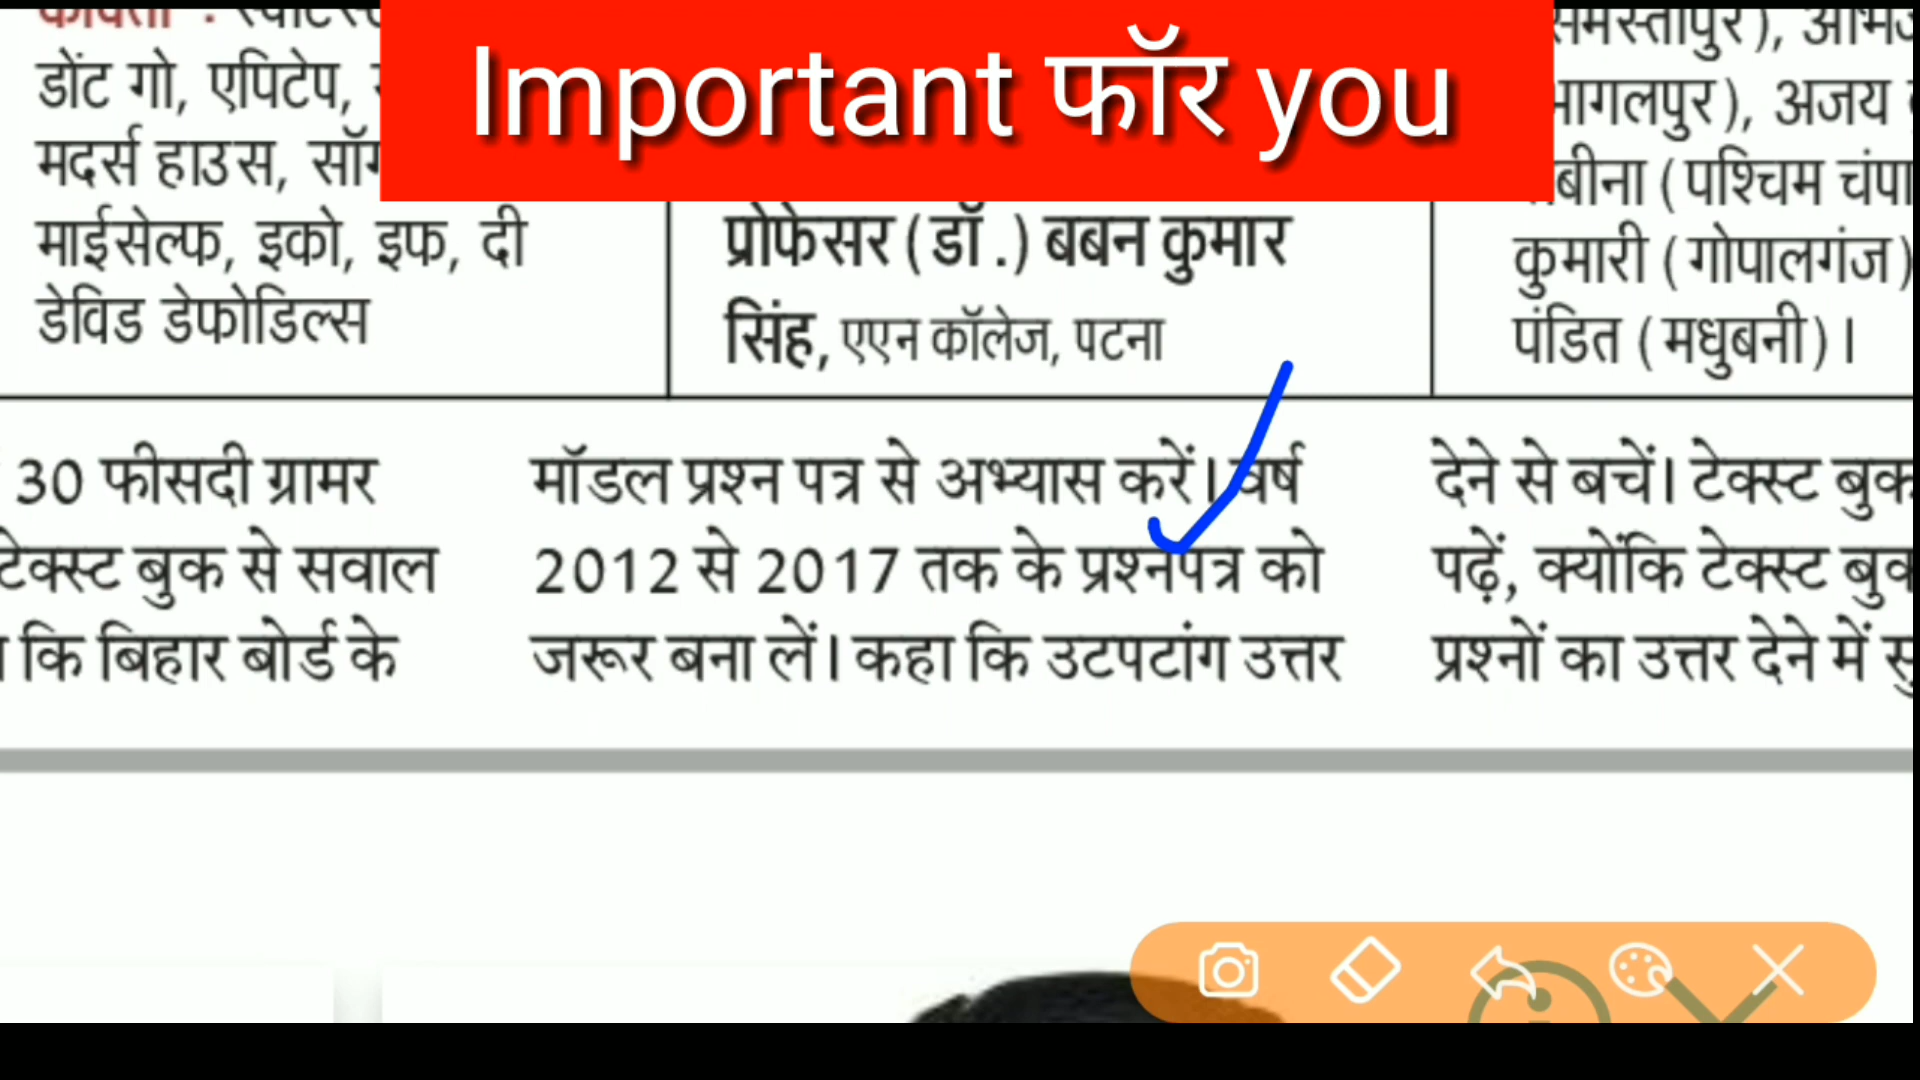 Important फॉर you
डोंट गो, एपिटेप,
मदर्स हाउस,
माईसेल्फ, इको, इफ, दी
डेविड डेफोडिल्स
प्रोफेसर (डॉ.) बबन कुमार
सिंह, एएन कॉलेज, पटना
अजय
(पश्चिम
कुमारी (गोपालगंज)
पंडित (मधुबनी)।
30 फीसदी ग्रामर
टेक्स्ट बुक से सवाल
कि बिहार बोर्ड के
मॉडल प्रश्न पत्र से अभ्यास करें। वर्ष
2012 से 2017 तक के प्रश्नपत्र को
जरूर बना लें। कहा कि उटपटांग उत्तर
देने से बचें। टेक्स्ट बुक
पढ़ें, क्योंकि टेक्स्ट बुक
प्रश्नों का उत्तर देने में